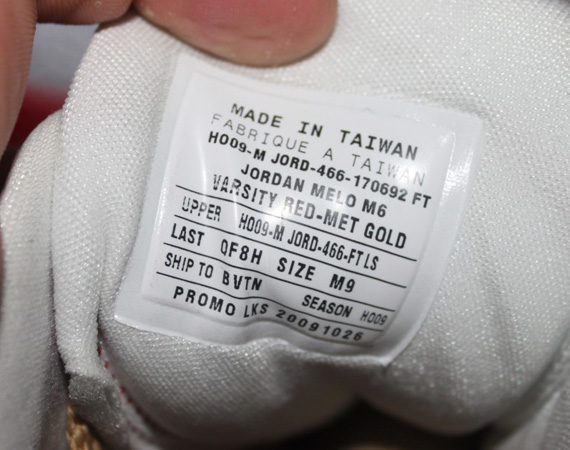 MADE IN TAIWAN
FABRIQUE A TAIWAN
HO09-M JORD-466-170692 FT
JORDAN MELO M6
VARSITY RED-MET GOLD
UPPER HO09-M JORD-466-FTLS
LAST QF8H SIZE M9
SHIP TO BVTN SEASON HO09
PROMO LKS 20091026